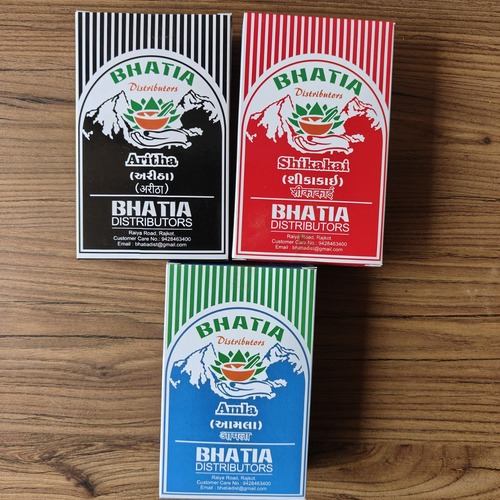 BHATIA
Distributors
Aritha
(અરીઠા)
(अरीठा)
BHATIA
DISTRIBUTORS
Raiya Road, Rajkot.
Customer Care No.: 9428463400
Email : bhatiadist@gmail.com
BHATIA
Distributors
Shikakai
(શીકાકાઈ)
शीकाकाई
BHATIA
DISTRIBUTORS
Raiya Road, Rajkot.
Customer Care No.: 9428463400
Email : bhatiadist@gmail.com
BHATIA
Distributors
Amla
(આમલા)
आमला
BHATIA
DISTRIBUTORS
Raiya Road, Rajkot.
Customer Care No.: 9428463400
Email : bhatiadist@gmail.com